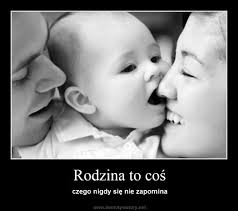 Rodzina to coś
czego nigdy się nie zapomina